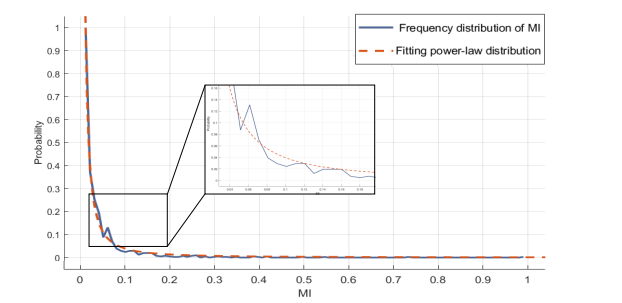 Frequency distribution of MI
Fitting power-law distribution
Probability
1
0.9
0.8
0.7
0.6
0.5
0.4
0.3
0.2
0.1
0
0 0.1 0.2 0.3 0.4 0.5 0.6 0.7 0.8 0.9 1
MI
Probability